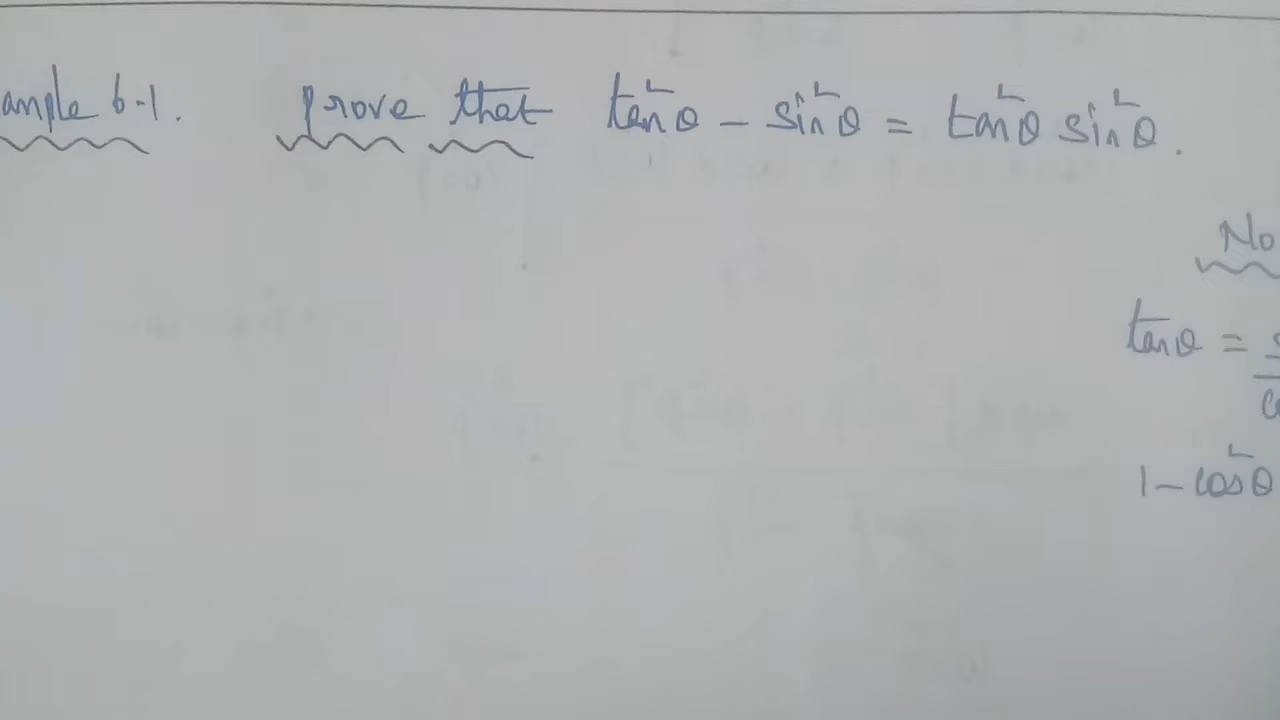 ample 6.1. prove that tan²θ - sin²θ = tan²θ sin²θ.
No
tanθ =
1 - cos²θ